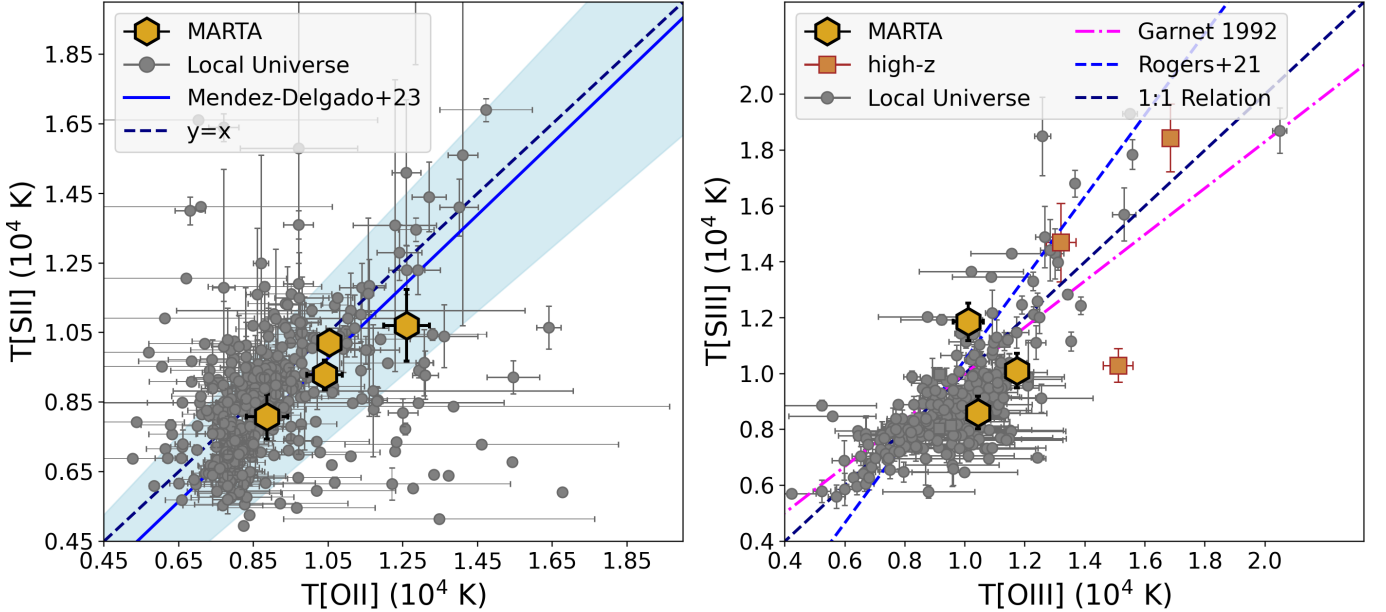 MARTA
Local Universe
Mendez-Delgado+23
y=x
1.85
1.65
1.45
1.25
1.05
0.85
0.65
0.45
T[SII] (10⁴ K)
0.45 0.65 0.85 1.05 1.25 1.45 1.65 1.85
T[OII] (10⁴ K)
MARTA Garnet 1992
high-z Rogers+21
Local Universe 1:1 Relation
2.0
1.8
1.6
1.4
1.2
1.0
0.8
0.6
0.4
T[SIII] (10⁴ K)
0.4 0.6 0.8 1.0 1.2 1.4 1.6 1.8 2.0
T[OIII] (10⁴ K)